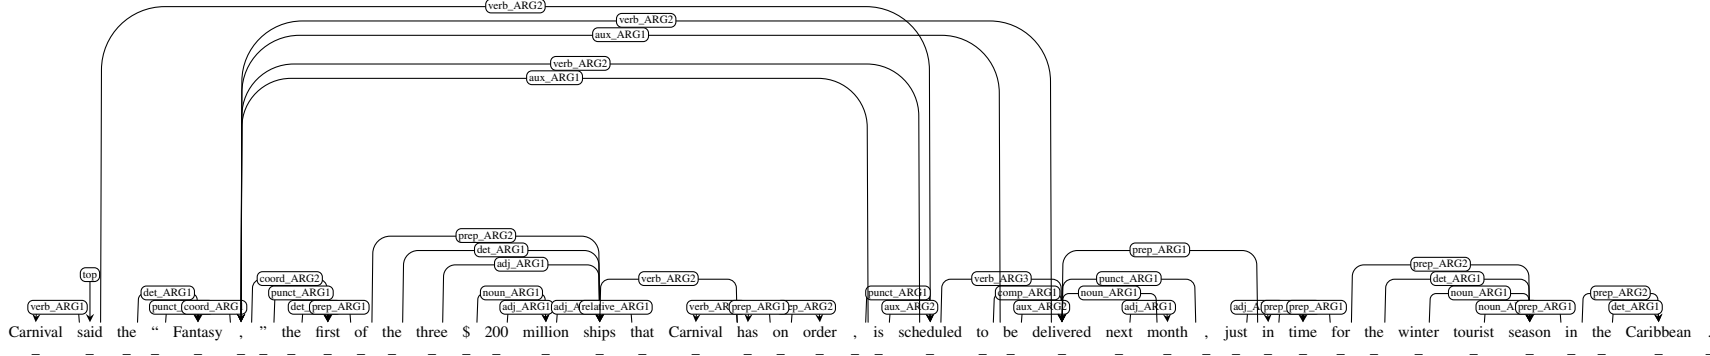 verb_ARG2
verb_ARG2
aux_ARG1
verb_ARG2
aux_ARG1
prep_ARG2
det_ARG1 prep_ARG1
adj_ARG1 prep_ARG2
top coord_ARG2 verb_ARG2 verb_ARG3 punct_ARG1 det_ARG1
det_ARG1 punct_ARG1 noun_ARG1 punct_ARG1 comp_ARG1 noun_ARG1 noun_ARG1 prep_ARG2
verb_ARG1 coord_ARG1 prep_ARG1 adj_ARG1 relative_ARG1 prep_ARG1 aux_ARG2 aux_ARG2 adj_ARG1 prep_ARG1 prep_ARG1 det_ARG1
Carnival said the “ Fantasy , ” the first of the three $ 200 million ships that Carnival has on order , is scheduled to be delivered next month , just in time for the winter tourist season in the Caribbean .